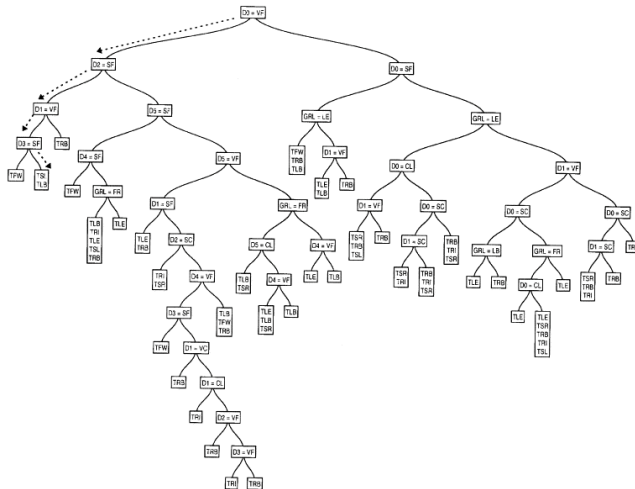 D0 = VF
D2 = SF
D0 = SF
D1 = VF
D5 = SF
GRL = LE
GRL = LE
D3 = SF
TRB
D4 = SF
D5 = VF
TFW
TRB
TLB
D1 = VF
D0 = CL
D1 = VF
TFW
TSL
TLB
TFW
GRL = FR
D1 = SF
GRL = FR
TLE
TLB
TRB
D1 = VF
D0 = SC
D0 = SC
D0 = SC
TLB
TRI
TLE
TSL
TRB
TLE
TLE
TRB
D2 = SC
D5 = CL
D4 = VF
TSR
TRB
TSL
TRB
D1 = SC
TRB
TRI
TSR
GRL = LB
GRL = FR
D1 = SC
TRI
TSR
D4 = VF
TLB
TSR
D4 = VF
TLE
TLB
TSR
TRI
TRB
TRI
TSR
TLE
TRB
D0 = CL
TLE
TSR
TRB
TRI
TRB
D3 = SF
TLB
TFW
TRB
TLE
TLB
TSR
TLB
TLE
TLE
TSR
TRB
TRI
TSL
TFW
D1 = VC
TRB
D1 = CL
TRI
D2 = VF
TRB
D3 = VF
TRI
TRB